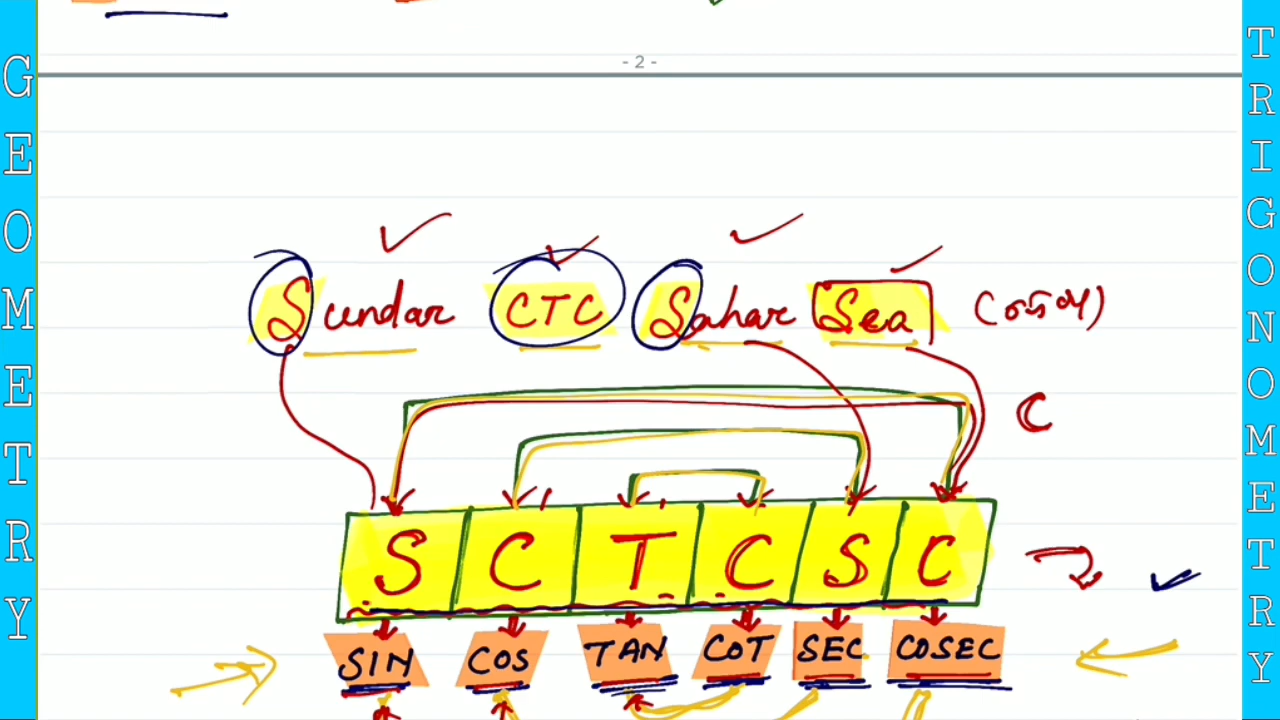 - 2 -
GEOMETRY
TRIGONOMETRY
Sundar CTC Sahar Sea
C
S C T C S C
SIN COS TAN COT SEC COSEC